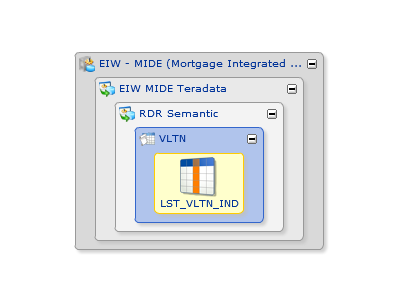 EIW - MIDE (Mortgage Integrated ...
EIW MIDE Teradata
RDR Semantic
VLTN
LST_VLTN_IND